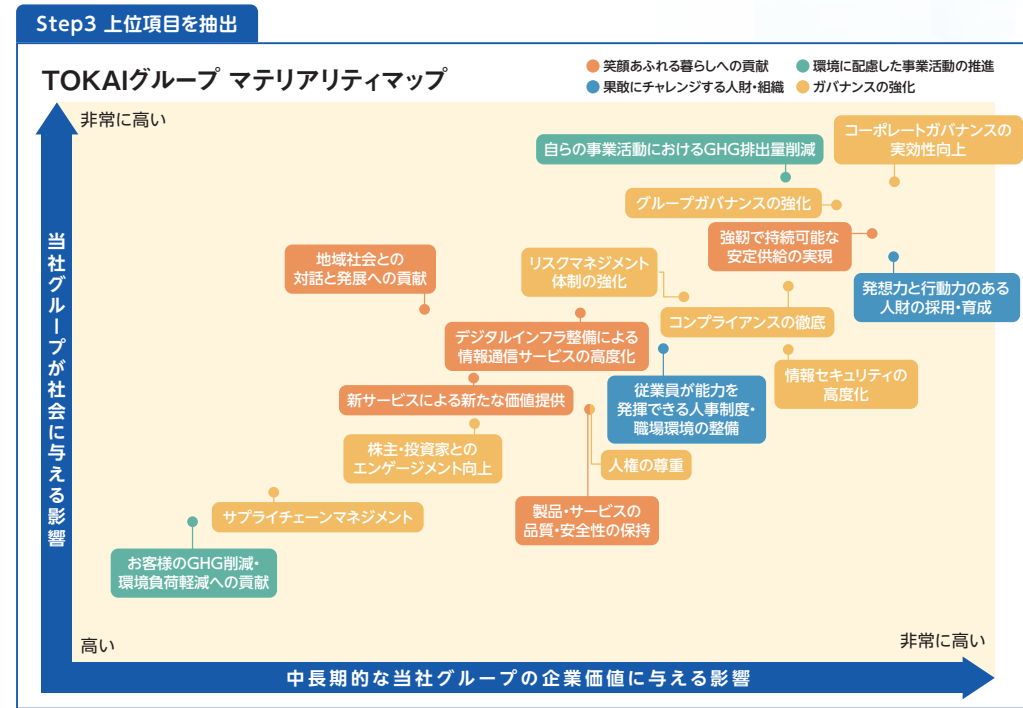 Step3 上位項目を抽出
TOKAIグループ マテリアリティマップ
笑顔あふれる暮らしへの貢献
環境に配慮した事業活動の推進
果敢にチャレンジする人財・組織
ガバナンスの強化
非常に高い
コーポレートガバナンスの
実効性向上
自らの事業活動におけるGHG排出量削減
グループガバナンスの強化
強靭で持続可能な
安定供給の実現
地域社会との
対話と発展への貢献
リスクマネジメント
体制の強化
発想力と行動力のある
人財の採用・育成
コンプライアンスの徹底
デジタルインフラ整備による
情報通信サービスの高度化
情報セキュリティの
高度化
新サービスによる新たな価値提供
従業員が能力を
発揮できる人事制度・
職場環境の整備
株主・投資家との
エンゲージメント向上
人権の尊重
サプライチェーンマネジメント
製品・サービスの
品質・安全性の保持
お客様のGHG削減・
環境負荷軽減への貢献
当社グループが社会に与える影響
高い
非常に高い
中長期的な当社グループの企業価値に与える影響